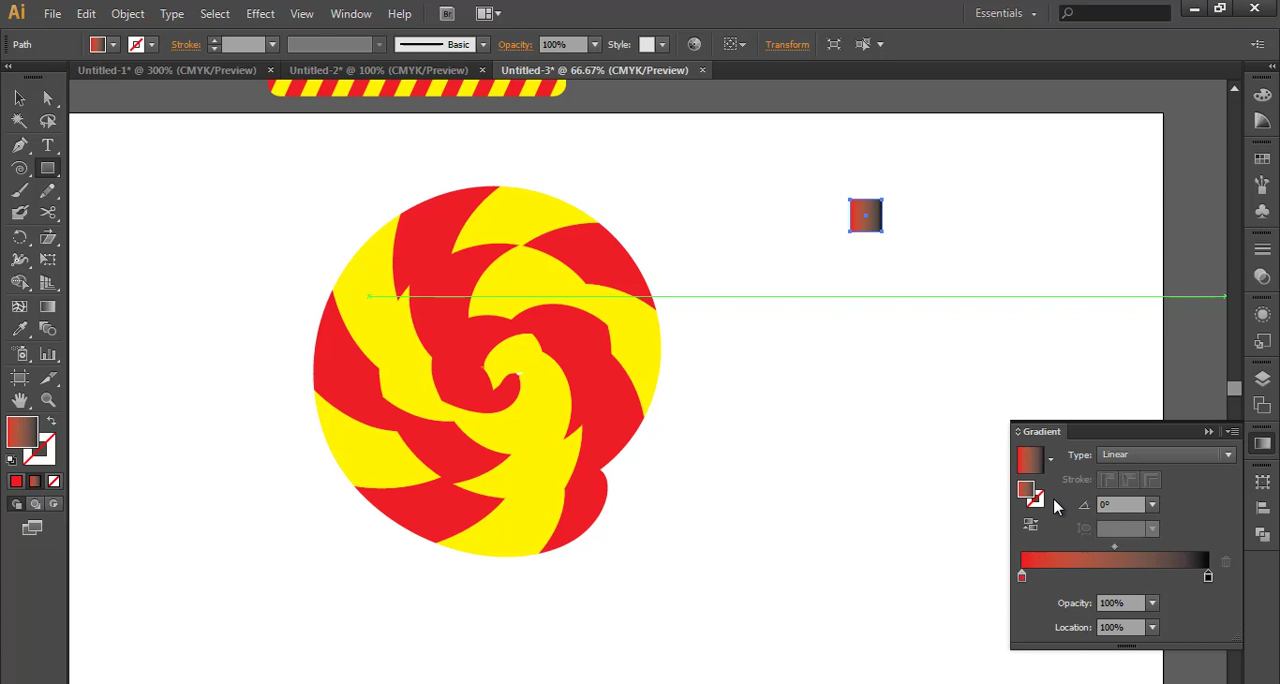 Ai File Edit Object Type Select Effect View Window Help Br Essentials
Path Stroke: Basic Opacity: 100% Style: Transform
Untitled-1* @ 300% (CMYK/Preview) × Untitled-2* @ 100% (CMYK/Preview) × Untitled-3* @ 66.67% (CMYK/Preview) ×
T
Gradient
Type: Linear
Stroke:
0°
Opacity: 100%
Location: 100%